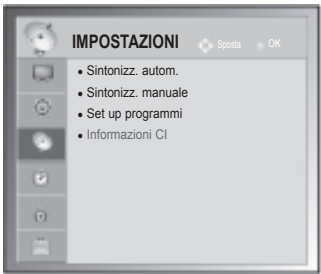 IMPOSTAZIONI Sposta OK
• Sintonizz. autom.
• Sintonizz. manuale
• Set up programmi
• Informazioni CI